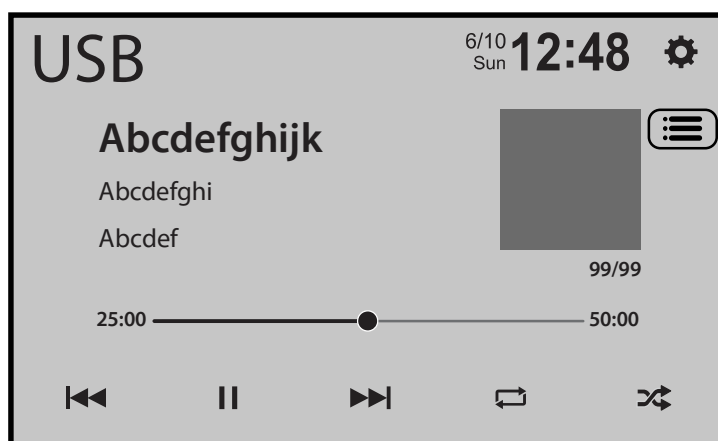 USB
6/10
Sun
12:48
Abcdefghijk
Abcdefghi
Abcdef
99/99
25:00
50:00